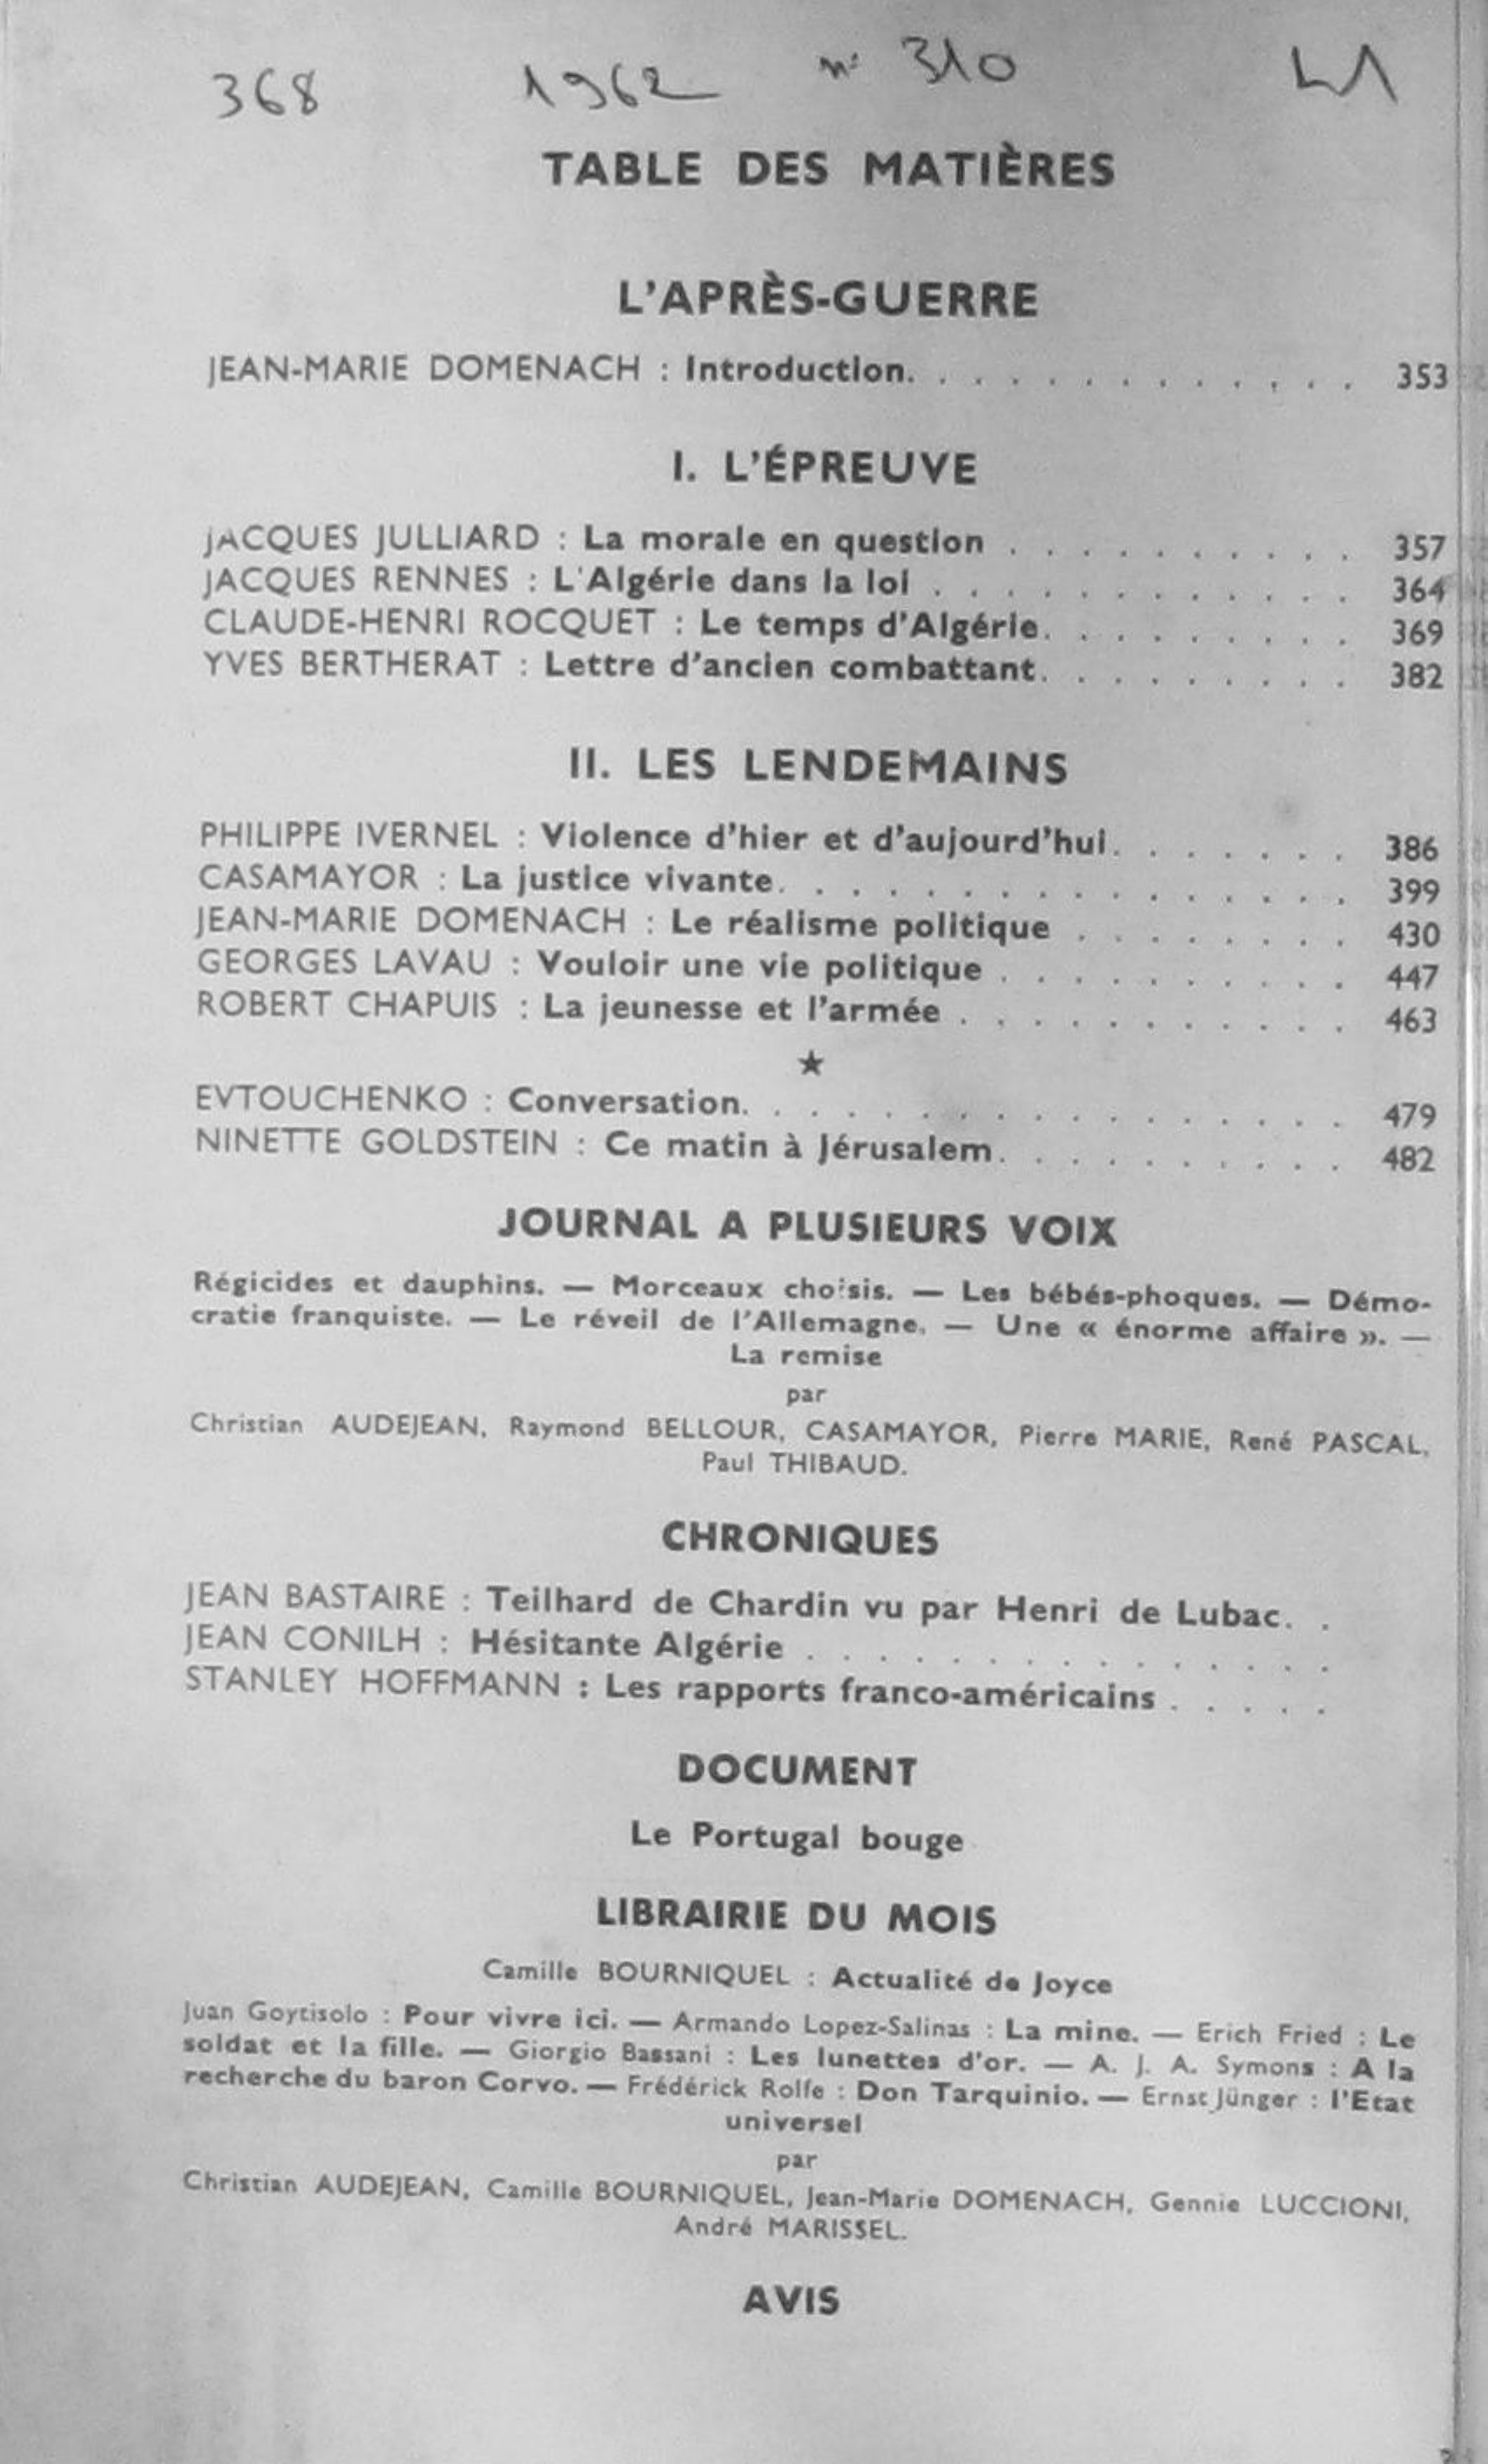 368 1962 n° 310 L1
TABLE DES MATIÈRES
L'APRÈS-GUERRE
JEAN-MARIE DOMENACH : Introduction. . . . . . . . . . . . . 353
I. L'ÉPREUVE
JACQUES JULLIARD : La morale en question . . . . . . . . . . 357
JACQUES RENNES : L'Algérie dans la loi . . . . . . . . . . . . 364
CLAUDE-HENRI ROCQUET : Le temps d'Algérie. . . . . . . . . 369
YVES BERTHERAT : Lettre d'ancien combattant. . . . . . . . . 382
II. LES LENDEMAINS
PHILIPPE IVERNEL : Violence d'hier et d'aujourd'hui. . . . . . . 386
CASAMAYOR : La justice vivante. . . . . . . . . . . . . . . . 399
JEAN-MARIE DOMENACH : Le réalisme politique . . . . . . . . 430
GEORGES LAVAU : Vouloir une vie politique . . . . . . . . . . 447
ROBERT CHAPUIS : La jeunesse et l'armée . . . . . . . . . . . 463
★
EVTOUCHENKO : Conversation. . . . . . . . . . . . . . . . . 479
NINETTE GOLDSTEIN : Ce matin à Jérusalem. . . . . . . . . . 482
JOURNAL A PLUSIEURS VOIX
Régicides et dauphins. — Morceaux choisis. — Les bébés-phoques. — Démo-
cratie franquiste. — Le réveil de l'Allemagne. — Une « énorme affaire ». —
La remise
par
Christian AUDEJEAN, Raymond BELLOUR, CASAMAYOR, Pierre MARIE, René PASCAL,
Paul THIBAUD.
CHRONIQUES
JEAN BASTAIRE : Teilhard de Chardin vu par Henri de Lubac. .
JEAN CONILH : Hésitante Algérie . . . . . . . . . . . . . . .
STANLEY HOFFMANN : Les rapports franco-américains . . . . .
DOCUMENT
Le Portugal bouge
LIBRAIRIE DU MOIS
Camille BOURNIQUEL : Actualité de Joyce
Juan Goytisolo : Pour vivre ici. — Armando Lopez-Salinas : La mine. — Erich Fried : Le
soldat et la fille. — Giorgio Bassani : Les lunettes d'or. — A. J. A. Symons : A la
recherche du baron Corvo. — Frédérick Rolfe : Don Tarquinio. — Ernst Jünger : l'Etat
universel
par
Christian AUDEJEAN, Camille BOURNIQUEL, Jean-Marie DOMENACH, Gennie LUCCIONI,
André MARISSEL.
AVIS